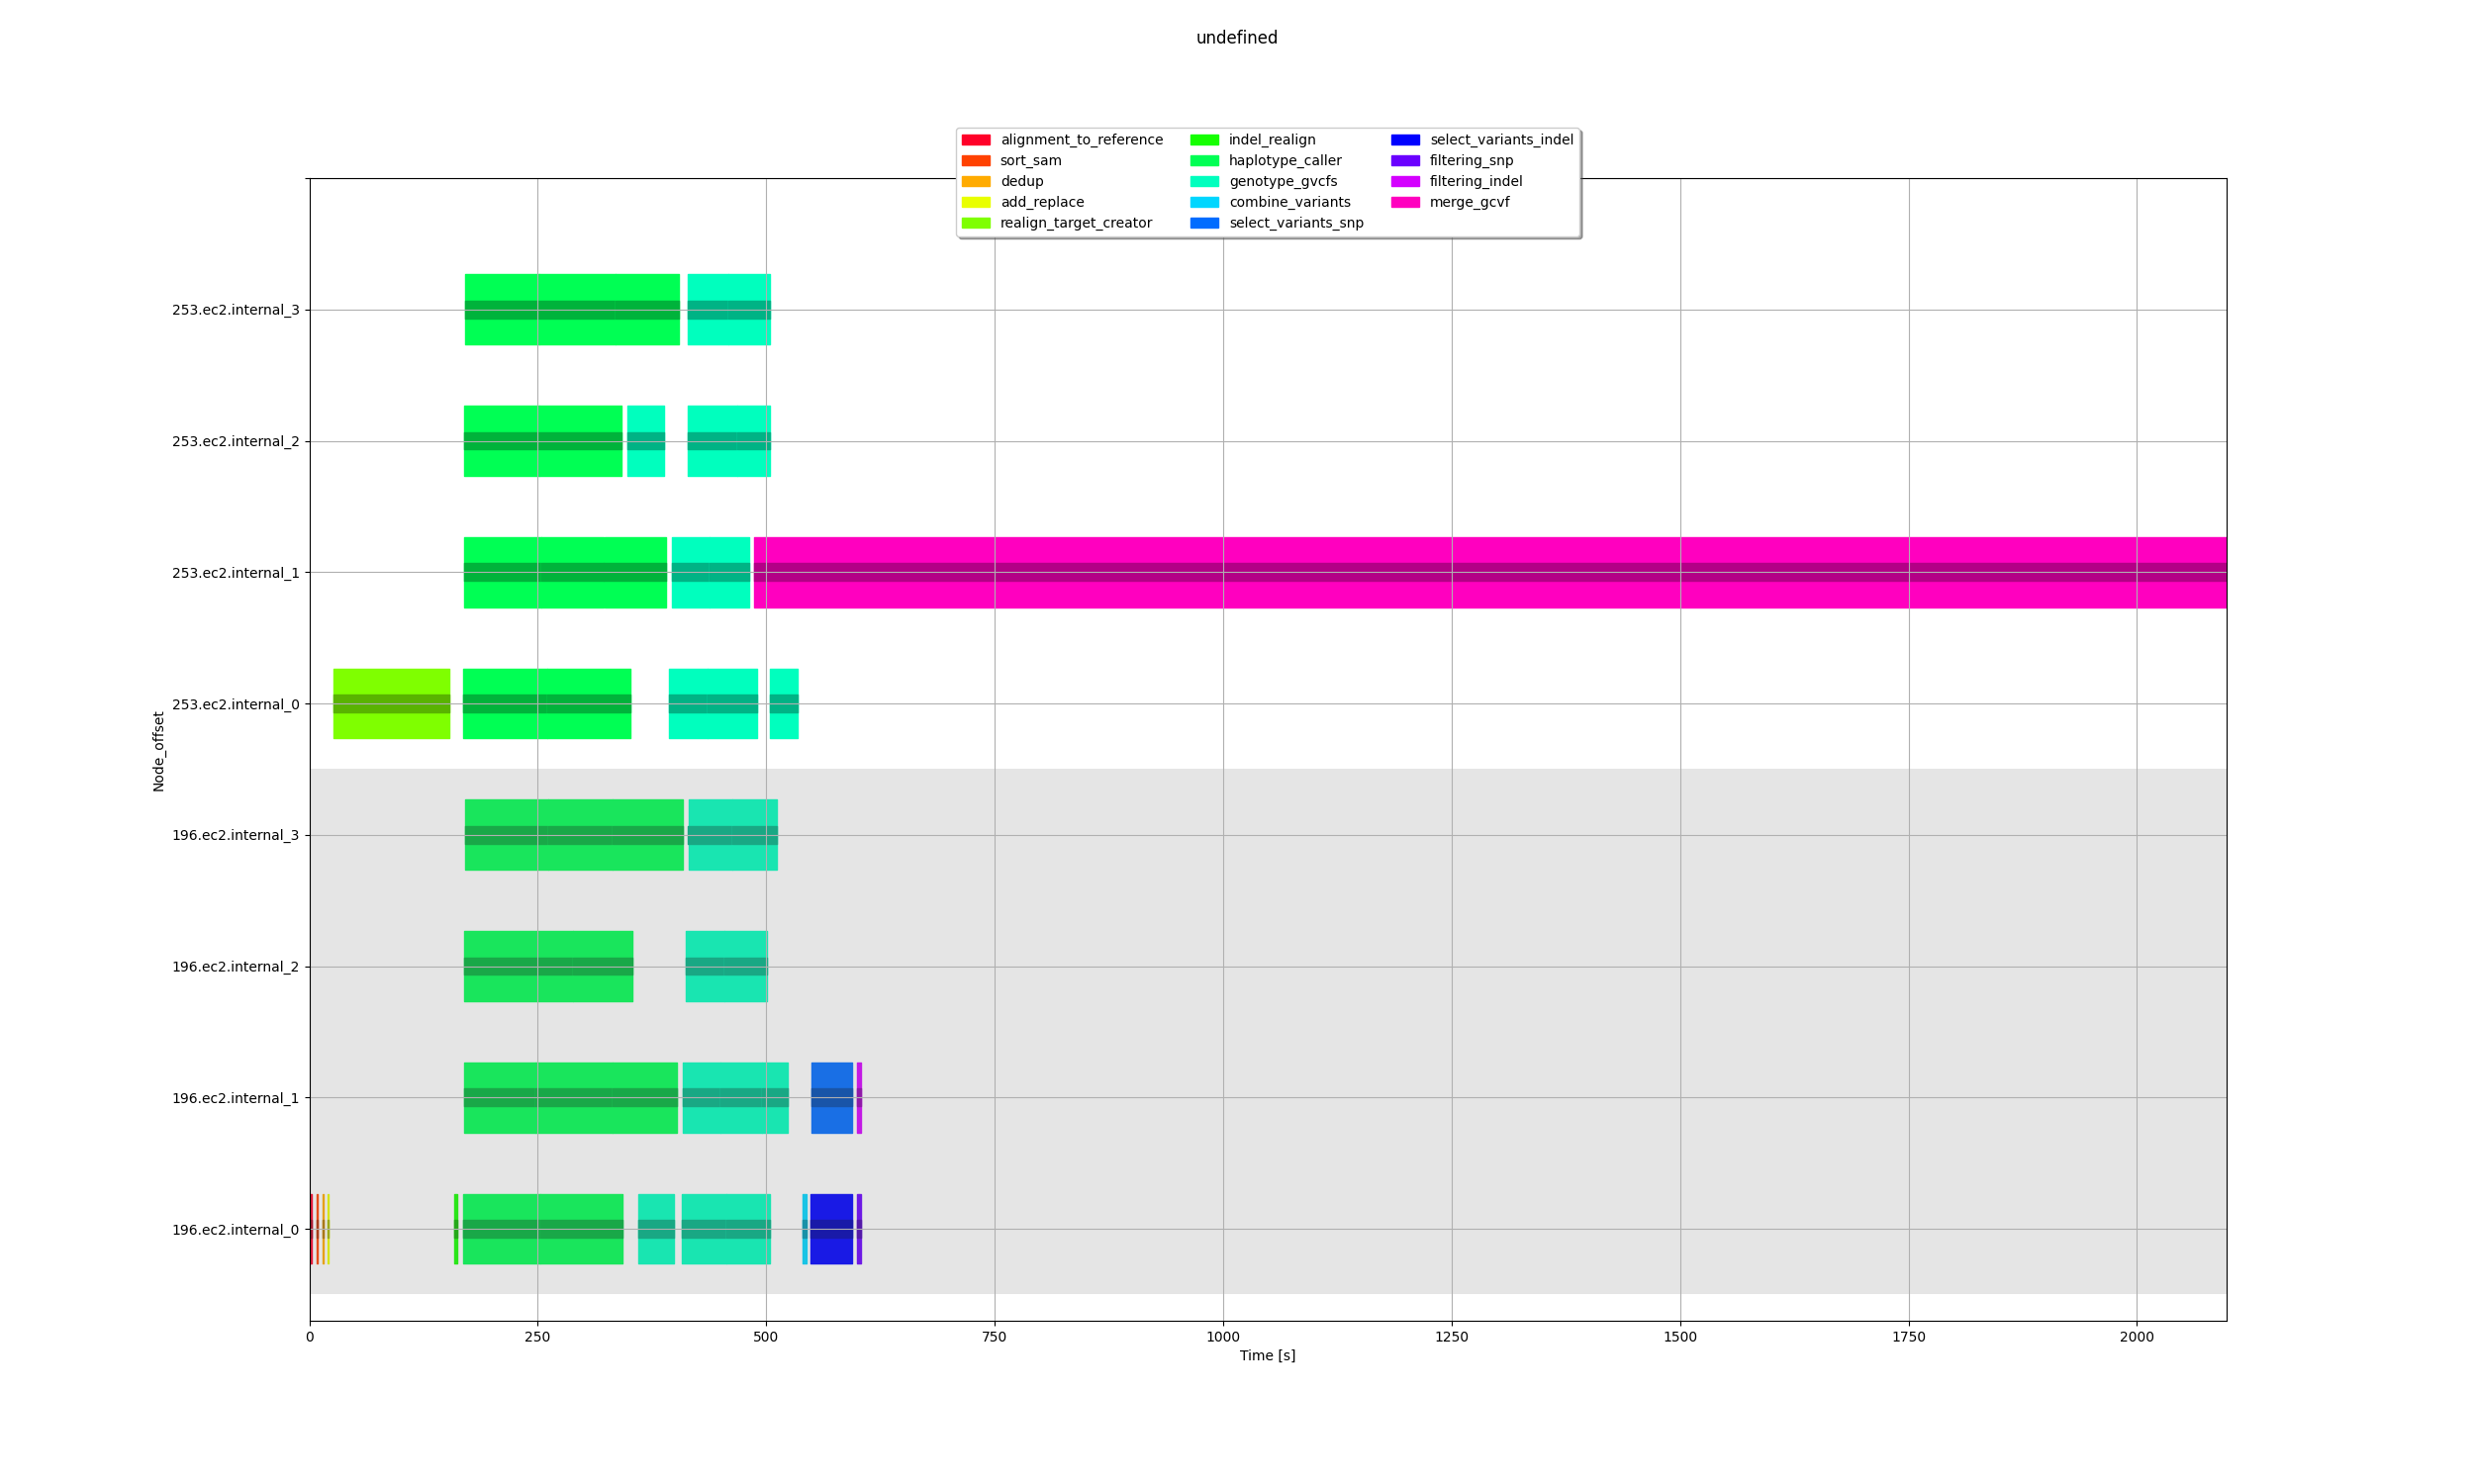 undefined
alignment_to_reference
sort_sam
dedup
add_replace
realign_target_creator
indel_realign
haplotype_caller
genotype_gvcfs
combine_variants
select_variants_snp
select_variants_indel
filtering_snp
filtering_indel
merge_gcvf
Node_offset
253.ec2.internal_3
253.ec2.internal_2
253.ec2.internal_1
253.ec2.internal_0
196.ec2.internal_3
196.ec2.internal_2
196.ec2.internal_1
196.ec2.internal_0
0 250 500 750 1000 1250 1500 1750 2000
Time [s]